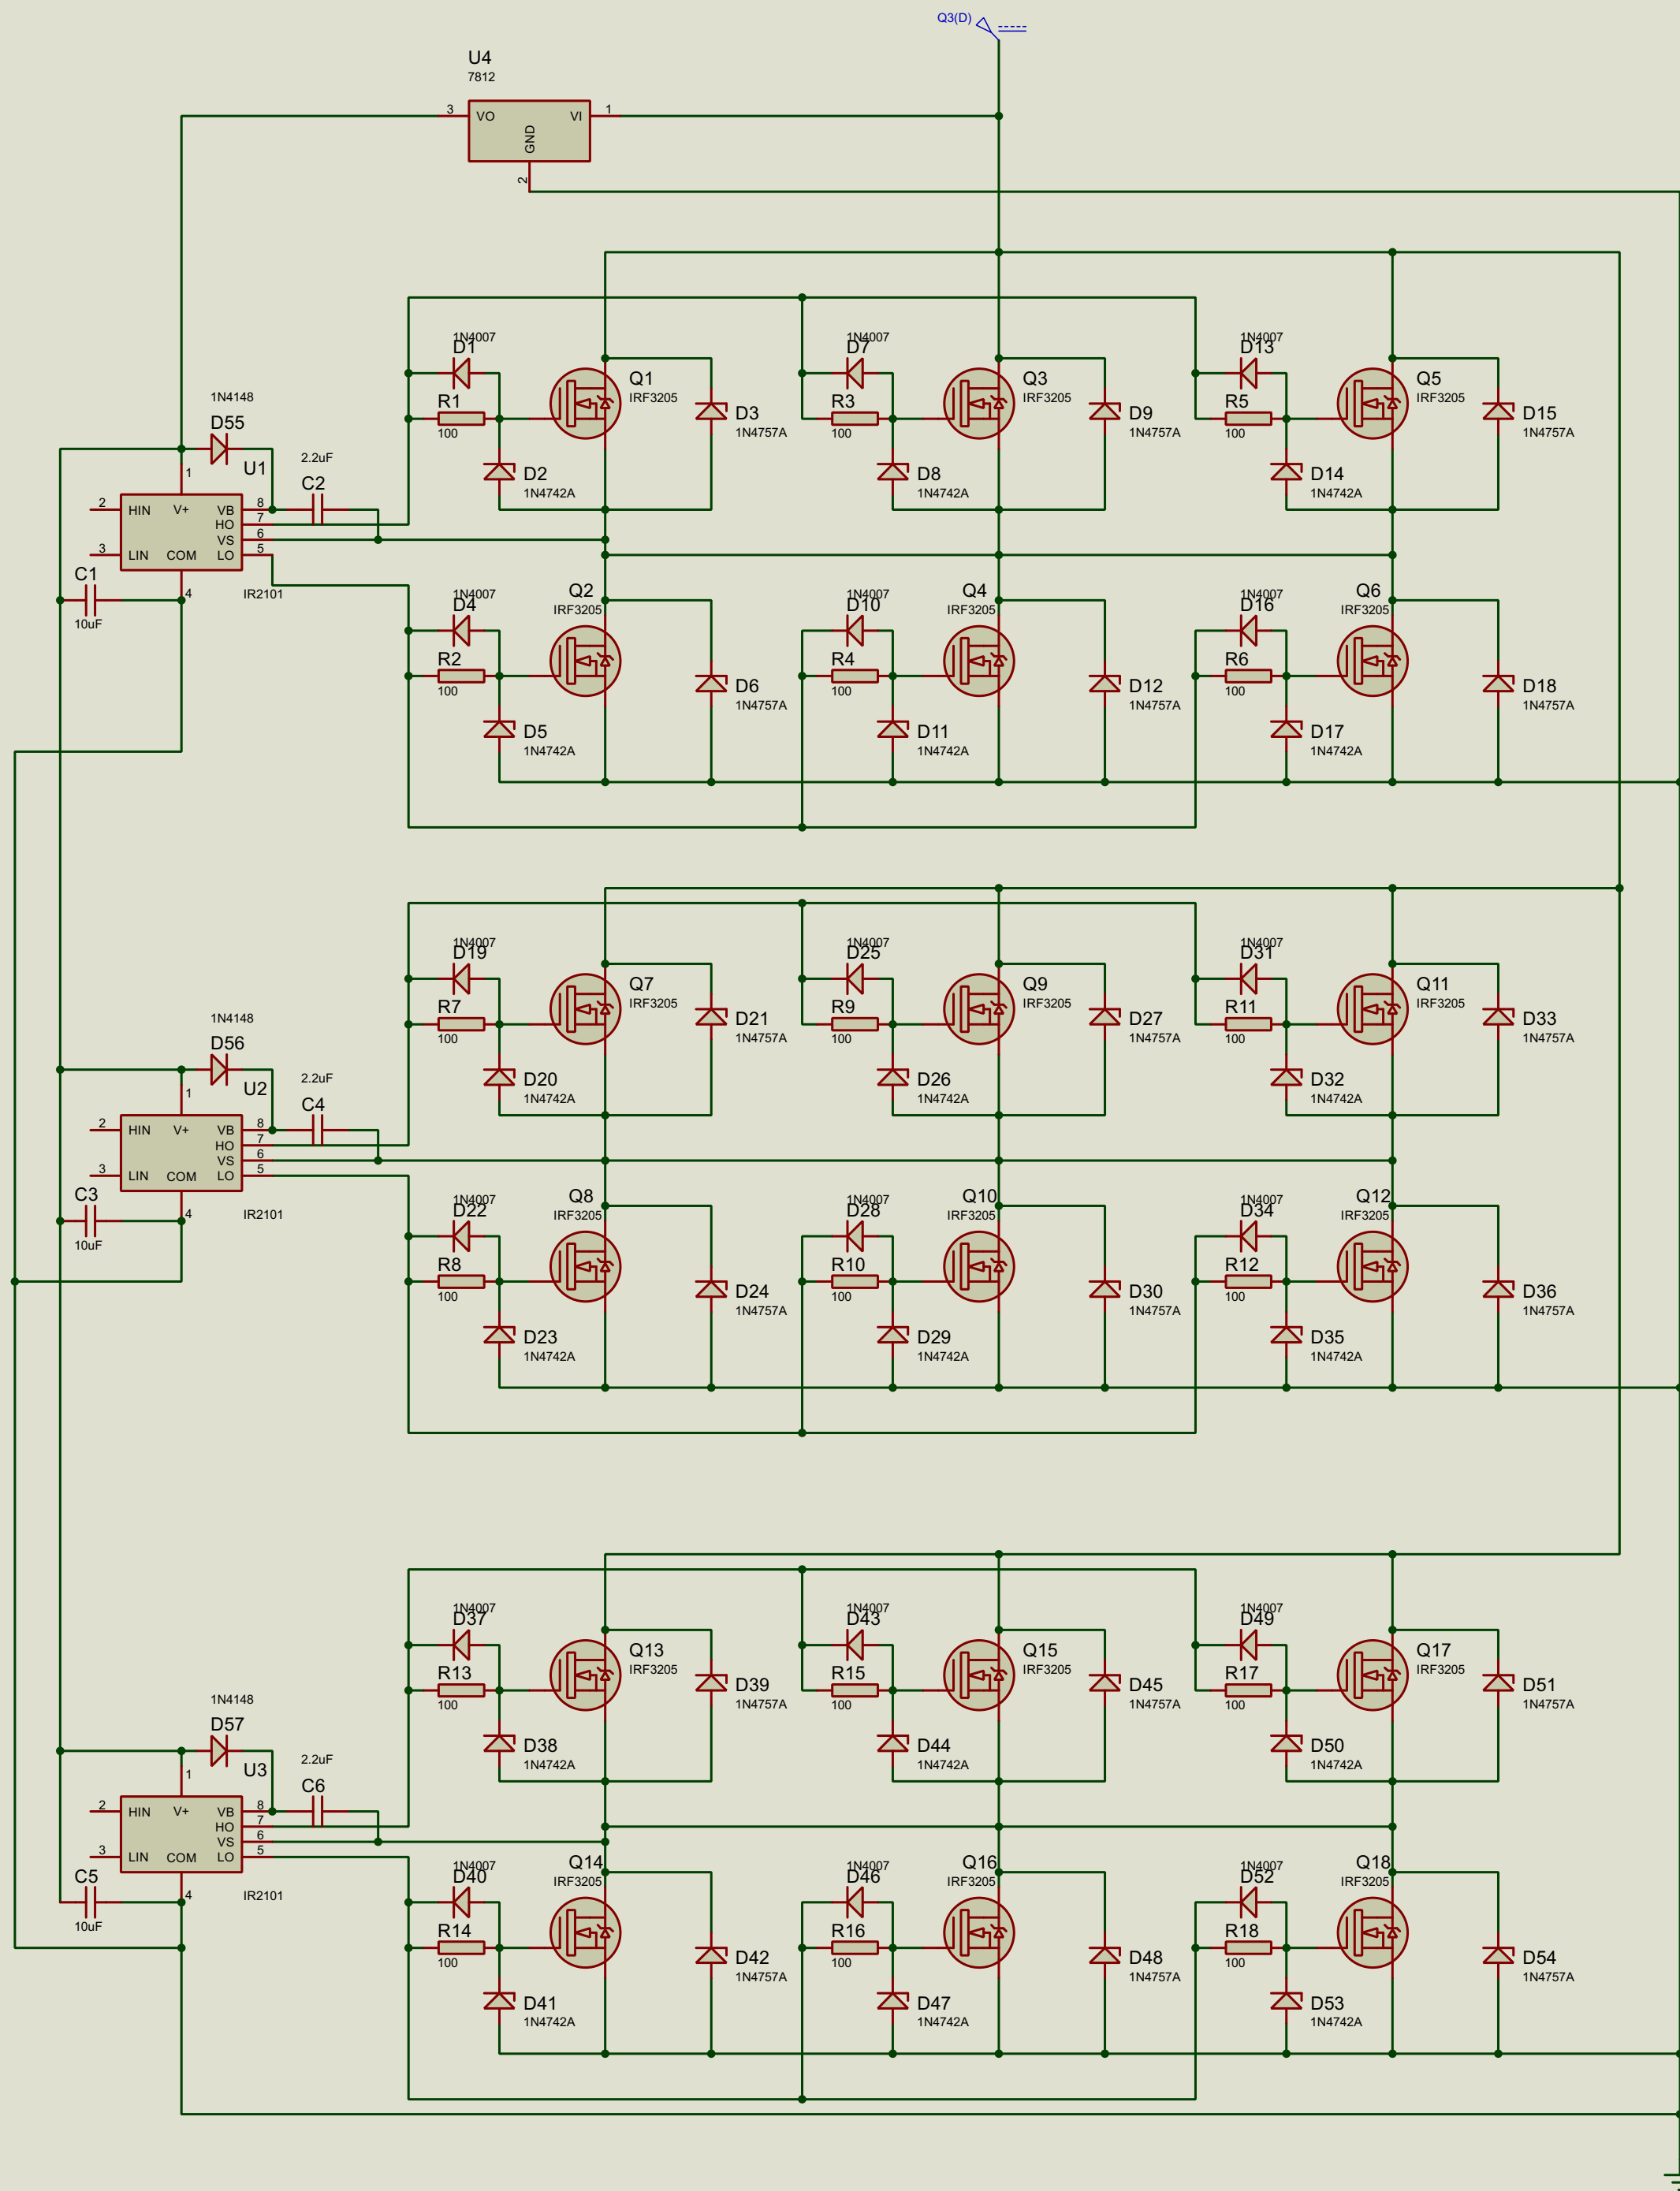 Q3(D)
U4
7812
3 VO VI 1
GND
2
1N4007 1N4007 1N4007
D1 D7 D13
Q1 Q3 Q5
IRF3205 IRF3205 IRF3205
R1 R3 R5
100 100 100
D3 D9 D15
1N4757A 1N4757A 1N4757A
1N4148
D55
U1
2.2uF
C2
D2 D8 D14
1N4742A 1N4742A 1N4742A
1
2 HIN V+ VB 8
HO 7
VS 6
3 LIN COM LO 5
4
IR2101
C1
10uF
1N4007 1N4007 1N4007
D4 D10 D16
Q2 Q4 Q6
IRF3205 IRF3205 IRF3205
R2 R4 R6
100 100 100
D6 D12 D18
1N4757A 1N4757A 1N4757A
D5 D11 D17
1N4742A 1N4742A 1N4742A
1N4007 1N4007 1N4007
D19 D25 D31
Q7 Q9 Q11
IRF3205 IRF3205 IRF3205
R7 R9 R11
100 100 100
D21 D27 D33
1N4757A 1N4757A 1N4757A
1N4148
D56
U2
2.2uF
C4
D20 D26 D32
1N4742A 1N4742A 1N4742A
1
2 HIN V+ VB 8
HO 7
VS 6
3 LIN COM LO 5
4
IR2101
C3
10uF
1N4007 1N4007 1N4007
D22 D28 D34
Q8 Q10 Q12
IRF3205 IRF3205 IRF3205
R8 R10 R12
100 100 100
D24 D30 D36
1N4757A 1N4757A 1N4757A
D23 D29 D35
1N4742A 1N4742A 1N4742A
1N4007 1N4007 1N4007
D37 D43 D49
Q13 Q15 Q17
IRF3205 IRF3205 IRF3205
R13 R15 R17
100 100 100
D39 D45 D51
1N4757A 1N4757A 1N4757A
1N4148
D57
U3
2.2uF
C6
D38 D44 D50
1N4742A 1N4742A 1N4742A
1
2 HIN V+ VB 8
HO 7
VS 6
3 LIN COM LO 5
4
IR2101
C5
10uF
1N4007 1N4007 1N4007
D40 D46 D52
Q14 Q16 Q18
IRF3205 IRF3205 IRF3205
R14 R16 R18
100 100 100
D42 D48 D54
1N4757A 1N4757A 1N4757A
D41 D47 D53
1N4742A 1N4742A 1N4742A